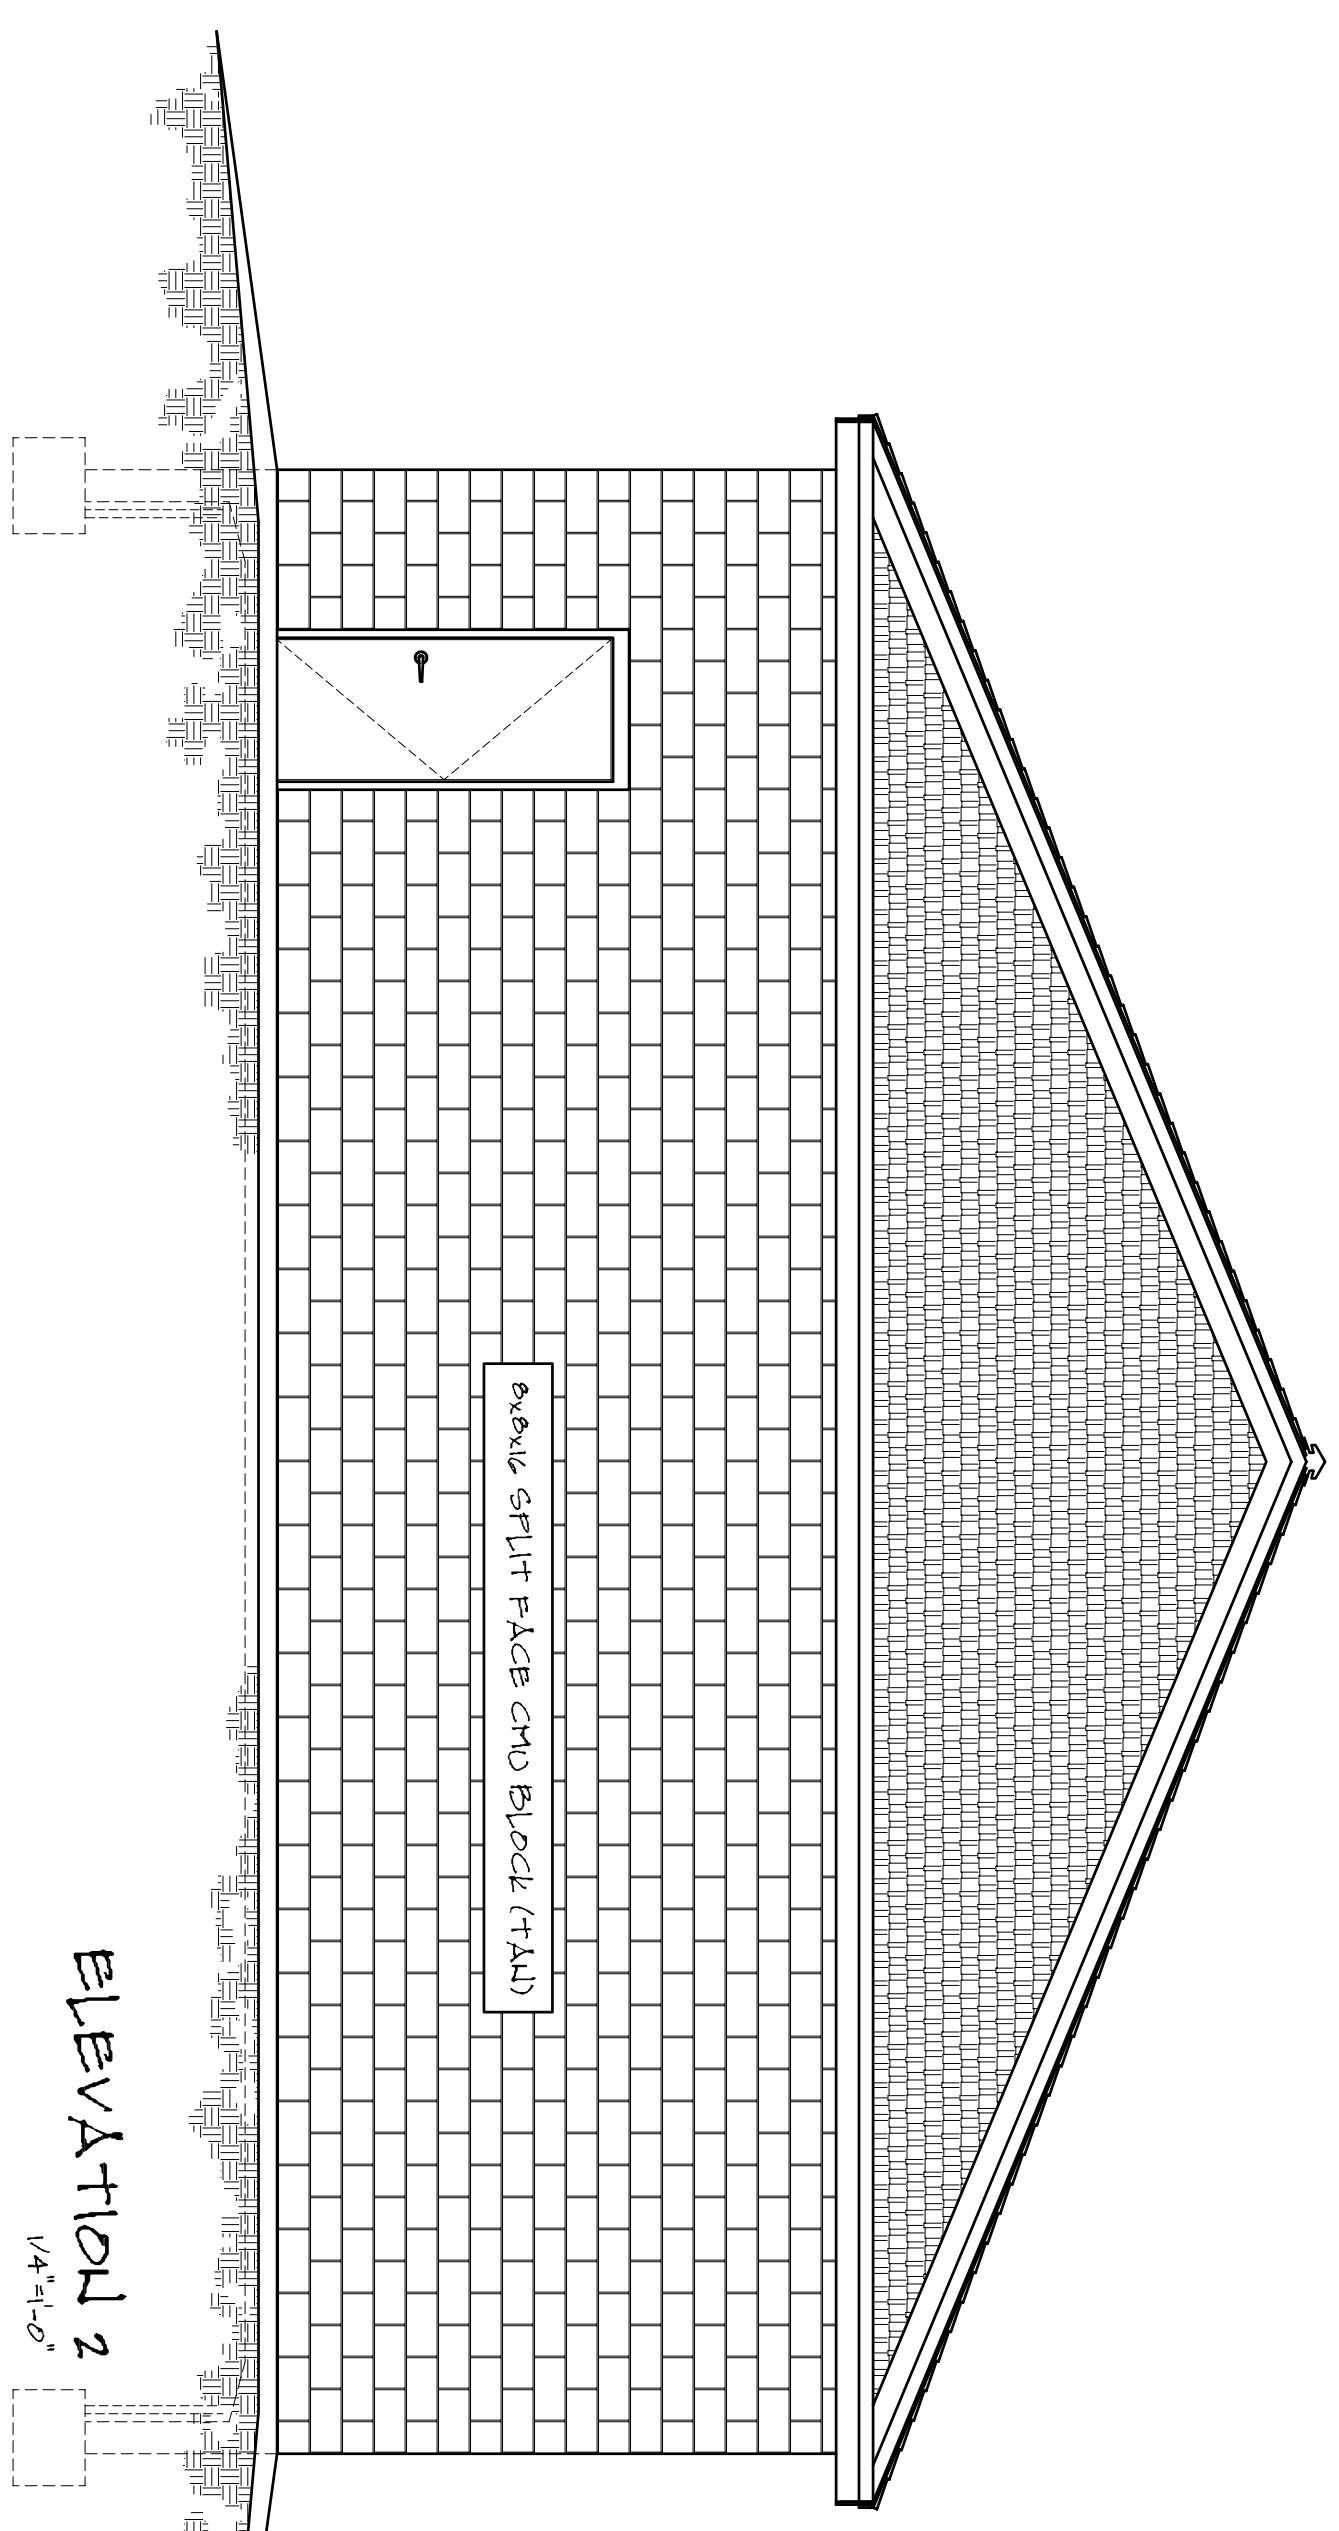 8x8x16 SPLIT FACE CMU BLOCK (TAN)
ELEVATION 2
1/4"=1'-0"